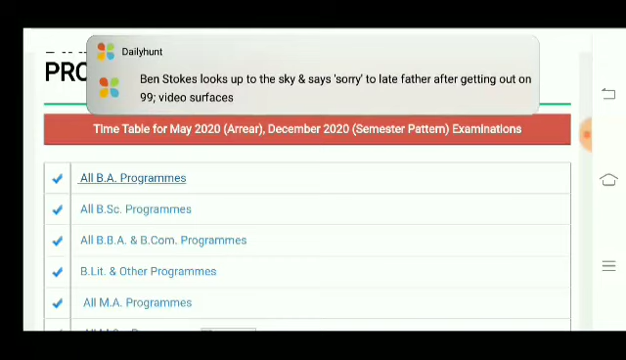 Dailyhunt
Ben Stokes looks up to the sky & says 'sorry' to late father after getting out on
99; video surfaces
PRO
Time Table for May 2020 (Arrear), December 2020 (Semester Pattern) Examinations
All B.A. Programmes
All B.Sc. Programmes
All B.B.A. & B.Com. Programmes
B.Lit. & Other Programmes
All M.A. Programmes